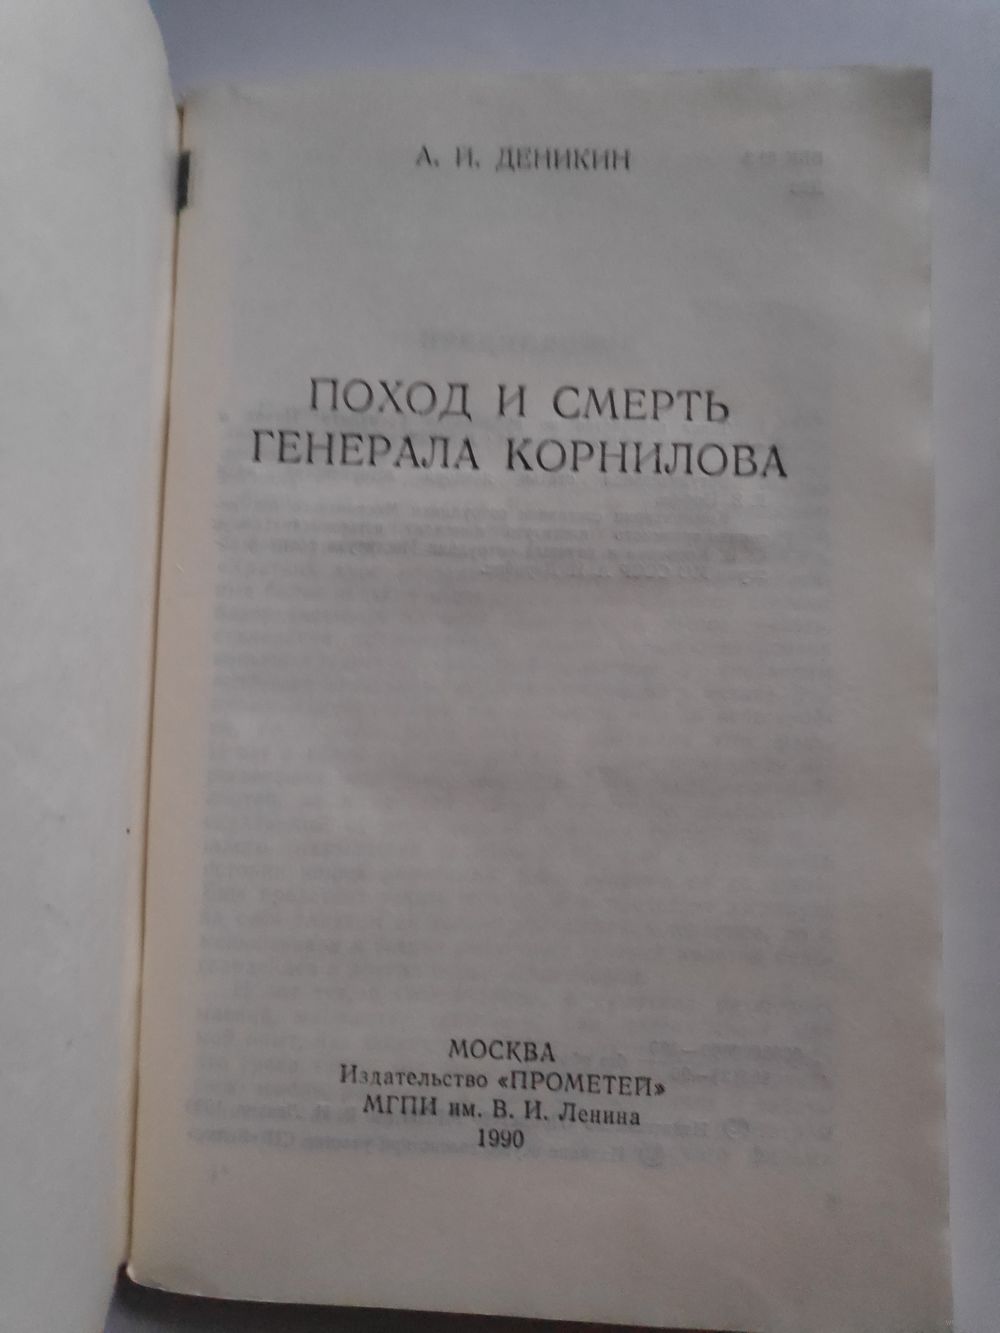 А. И. ДЕНИКИН
ПОХОД И СМЕРТЬ
ГЕНЕРАЛА КОРНИЛОВА
МОСКВА
Издательство «ПРОМЕТЕЙ»
МГПИ им. В. И. Ленина
1990